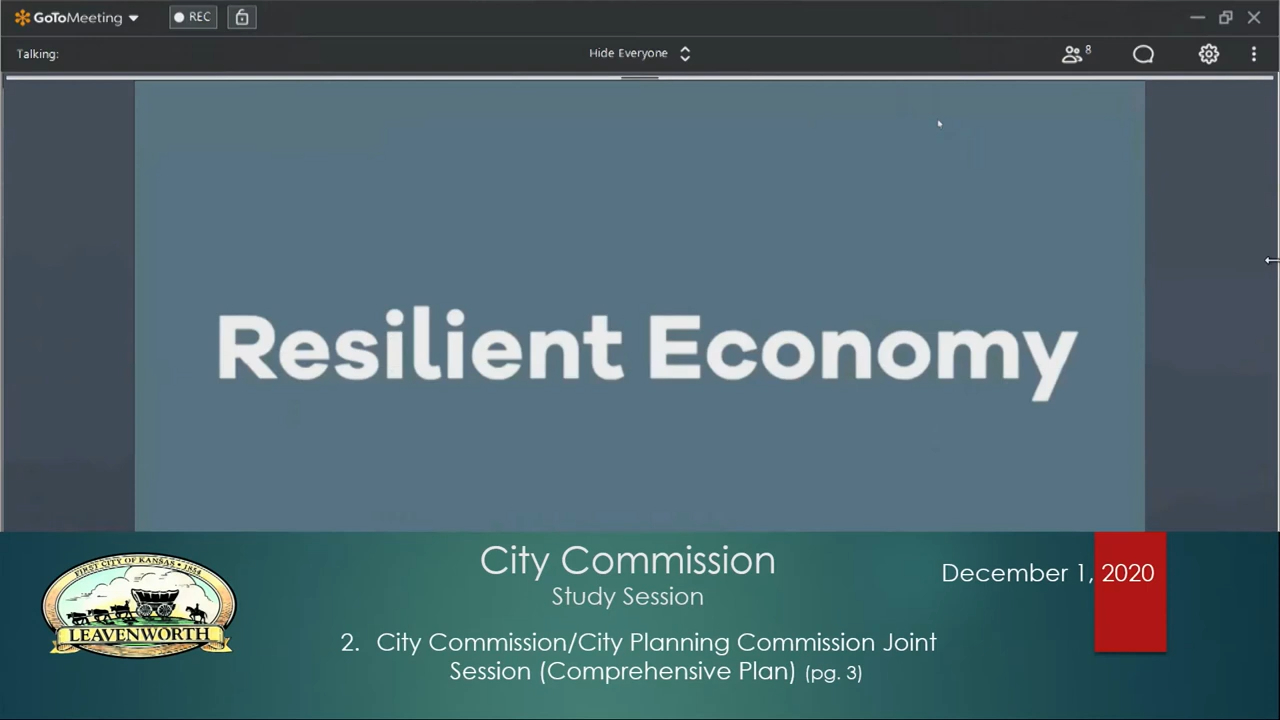 GoToMeeting
REC
Talking:
Hide Everyone
8
Resilient Economy
City Commission
Study Session
December 1, 2020
2. City Commission/City Planning Commission Joint
Session (Comprehensive Plan) (pg. 3)
FIRST CITY OF KANSAS • 1854
LEAVENWORTH